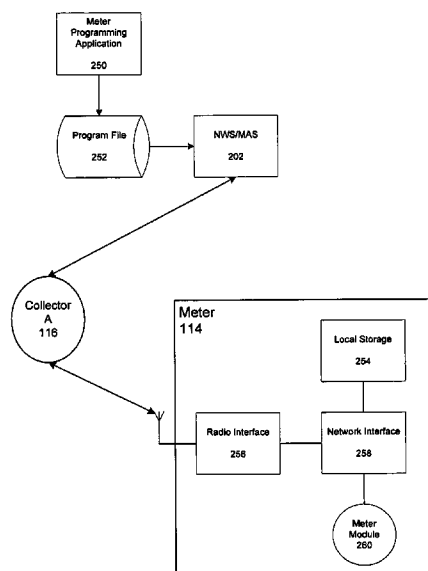 Meter
Programming
Application
250
Program File
252
NWS/MAS
202
Collector
A
116
Meter
114
Local Storage
254
Radio Interface
256
Network Interface
258
Meter
Module
260